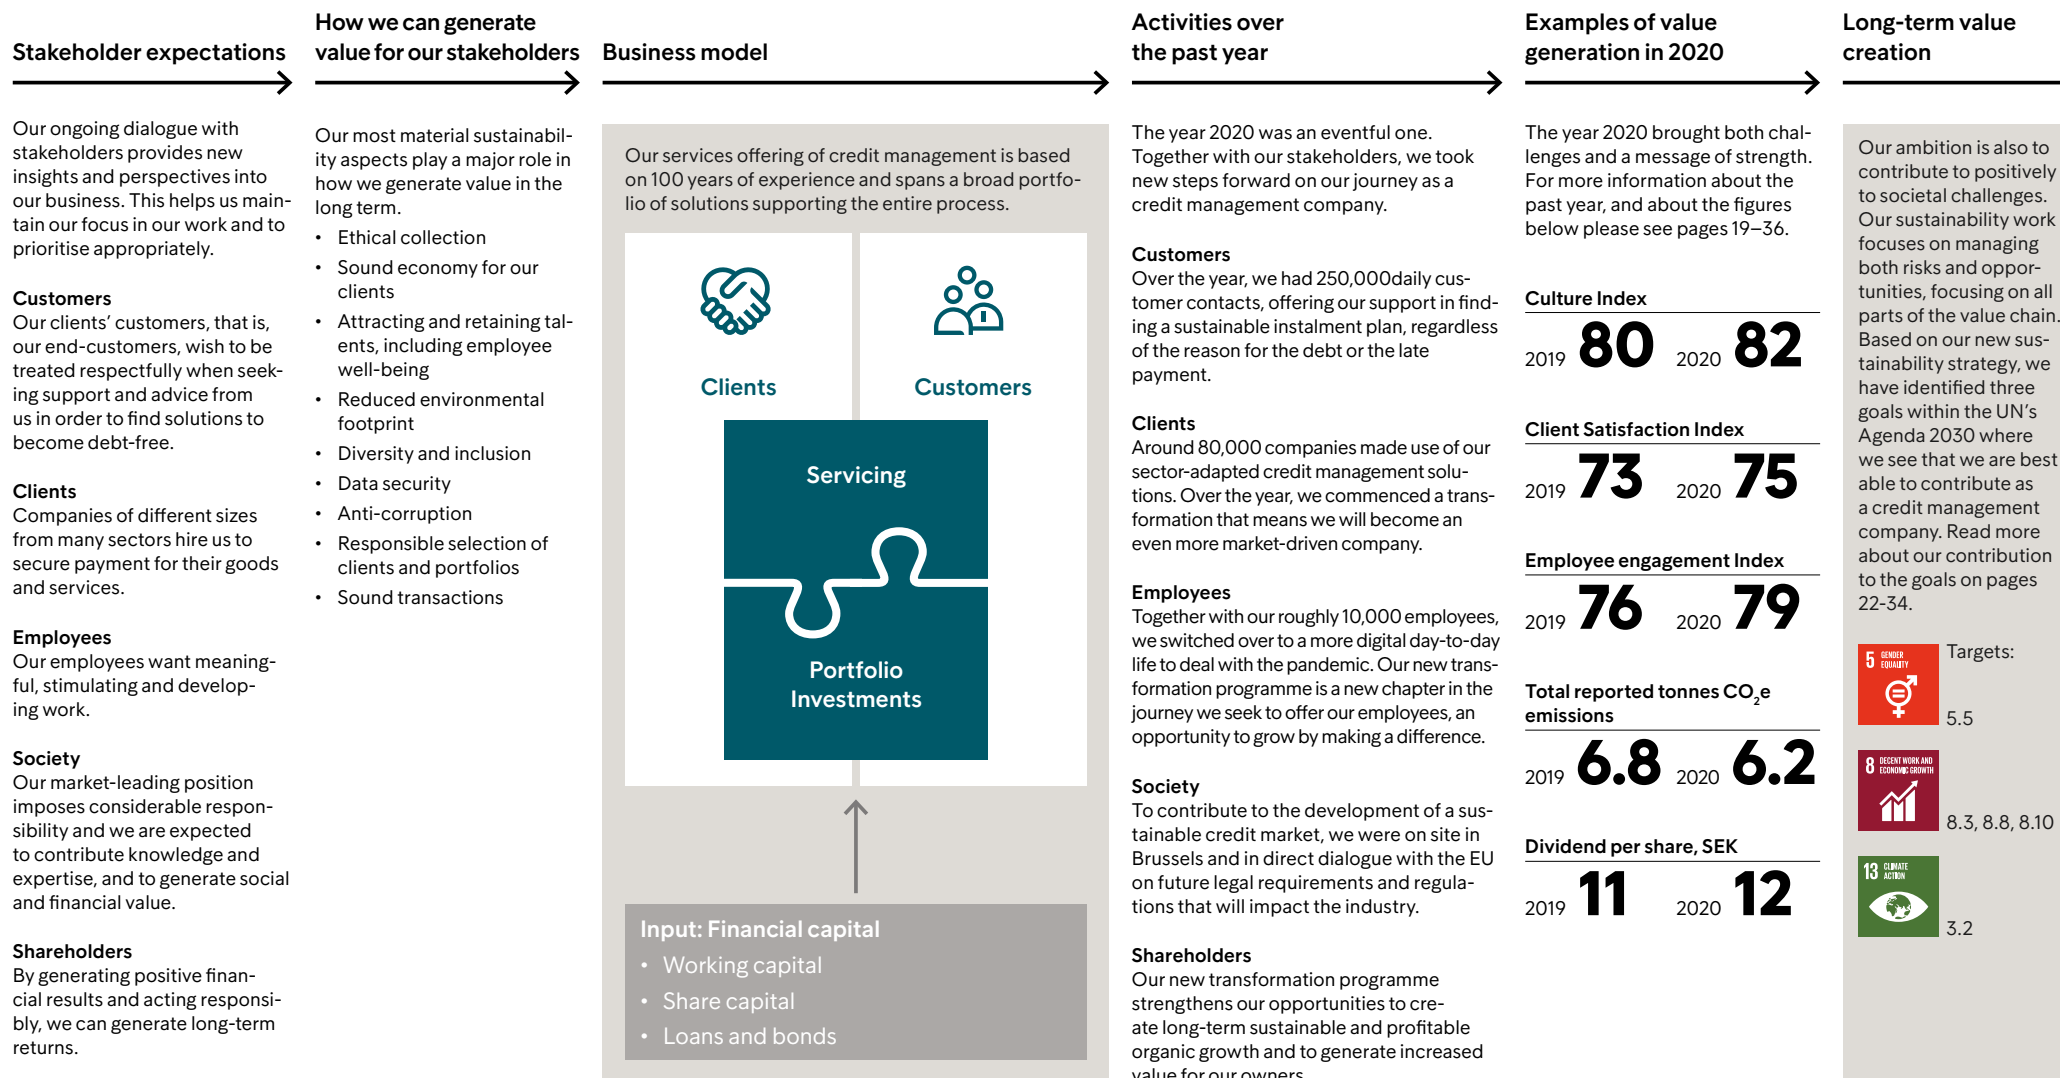 Stakeholder expectations
Our ongoing dialogue with
stakeholders provides new
insights and perspectives into
our business. This helps us main-
tain our focus in our work and to
prioritise appropriately.
Customers
Our clients’ customers, that is,
our end-customers, wish to be
treated respectfully when seek-
ing support and advice from
us in order to find solutions to
become debt-free.
Clients
Companies of different sizes
from many sectors hire us to
secure payment for their goods
and services.
Employees
Our employees want meaning-
ful, stimulating and develop-
ing work.
Society
Our market-leading position
imposes considerable respon-
sibility and we are expected
to contribute knowledge and
expertise, and to generate social
and financial value.
Shareholders
By generating positive finan-
cial results and acting responsi-
bly, we can generate long-term
returns.
How we can generate
value for our stakeholders
Our most material sustainabil-
ity aspects play a major role in
how we generate value in the
long term.
• Ethical collection
• Sound economy for our
clients
• Attracting and retaining tal-
ents, including employee
well-being
• Reduced environmental
footprint
• Diversity and inclusion
• Data security
• Anti-corruption
• Responsible selection of
clients and portfolios
• Sound transactions
Business model
Our services offering of credit management is based
on 100 years of experience and spans a broad portfo-
lio of solutions supporting the entire process.
Clients
Customers
Servicing
Portfolio
Investments
Input: Financial capital
• Working capital
• Share capital
• Loans and bonds
Activities over
the past year
The year 2020 was an eventful one.
Together with our stakeholders, we took
new steps forward on our journey as a
credit management company.
Customers
Over the year, we had 250,000daily cus-
tomer contacts, offering our support in find-
ing a sustainable instalment plan, regardless
of the reason for the debt or the late
payment.
Clients
Around 80,000 companies made use of our
sector-adapted credit management solu-
tions. Over the year, we commenced a trans-
formation that means we will become an
even more market-driven company.
Employees
Together with our roughly 10,000 employees,
we switched over to a more digital day-to-day
life to deal with the pandemic. Our new trans-
formation programme is a new chapter in the
journey we seek to offer our employees, an
opportunity to grow by making a difference.
Society
To contribute to the development of a sus-
tainable credit market, we were on site in
Brussels and in direct dialogue with the EU
on future legal requirements and regula-
tions that will impact the industry.
Shareholders
Our new transformation programme
strengthens our opportunities to cre-
ate long-term sustainable and profitable
organic growth and to generate increased
value for our owners
Examples of value
generation in 2020
The year 2020 brought both chal-
lenges and a message of strength.
For more information about the
past year, and about the figures
below please see pages 19–36.
Culture Index
2019 80 2020 82
Client Satisfaction Index
2019 73 2020 75
Employee engagement Index
2019 76 2020 79
Total reported tonnes CO₂e
emissions
2019 6.8 2020 6.2
Dividend per share, SEK
2019 11 2020 12
Long-term value
creation
Our ambition is also to
contribute to positively
to societal challenges.
Our sustainability work
focuses on managing
both risks and oppor-
tunities, focusing on all
parts of the value chain.
Based on our new sus-
tainability strategy, we
have identified three
goals within the UN’s
Agenda 2030 where
we see that we are best
able to contribute as
a credit management
company. Read more
about our contribution
to the goals on pages
22-34.
5 GENDER
EQUALITY
Targets:
5.5
8 DECENT WORK AND
ECONOMIC GROWTH
8.3, 8.8, 8.10
13 CLIMATE
ACTION
3.2